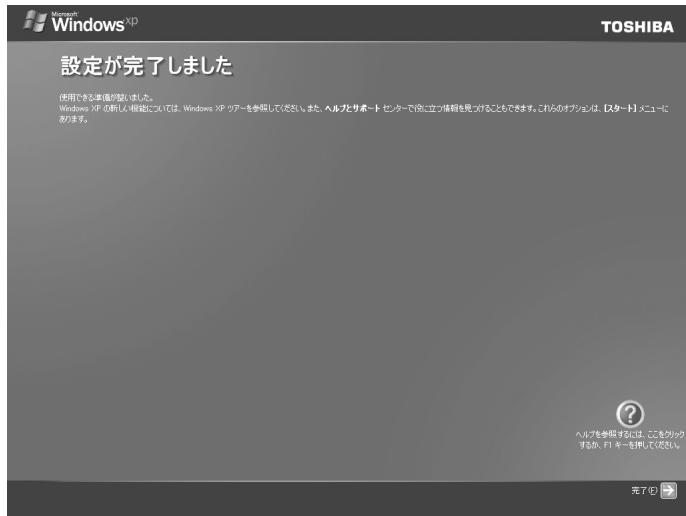 Microsoft
Windows xp
TOSHIBA
設定が完了しました
使用できる準備が整いました。
Windows XP の新しい機能については、Windows XP ツアーを参照してください。また、ヘルプとサポート センターで役に立つ情報を見つけることもできます。これらのオプションは、[スタート] メニューに
あります。
ヘルプを参照するには、ここをクリック
するか、F1 キーを押してください。
完了(F)